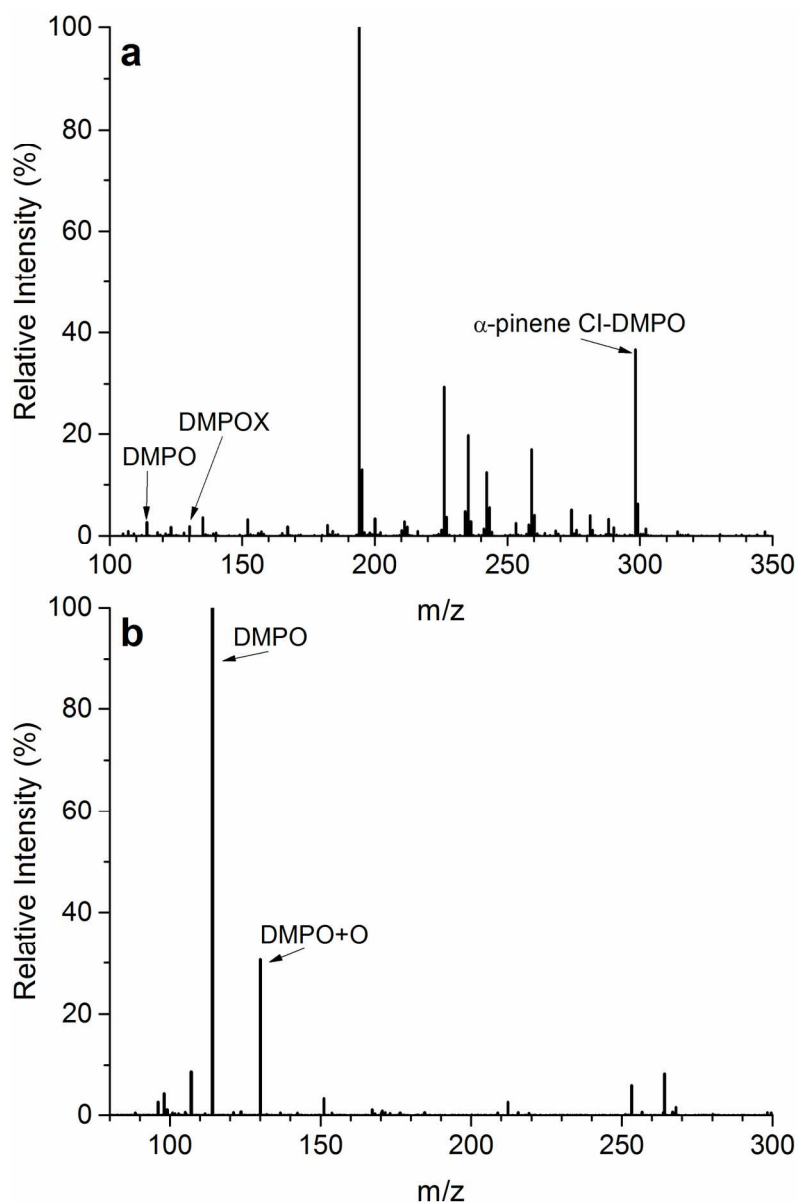 a
Relative Intensity (%)
100
80
60
40
20
0
α-pinene CI-DMPO
DMPOX
DMPO
100 150 200 250 300 350
m/z
b
Relative Intensity (%)
100
80
60
40
20
0
DMPO
DMPO+O
100 150 200 250 300
m/z